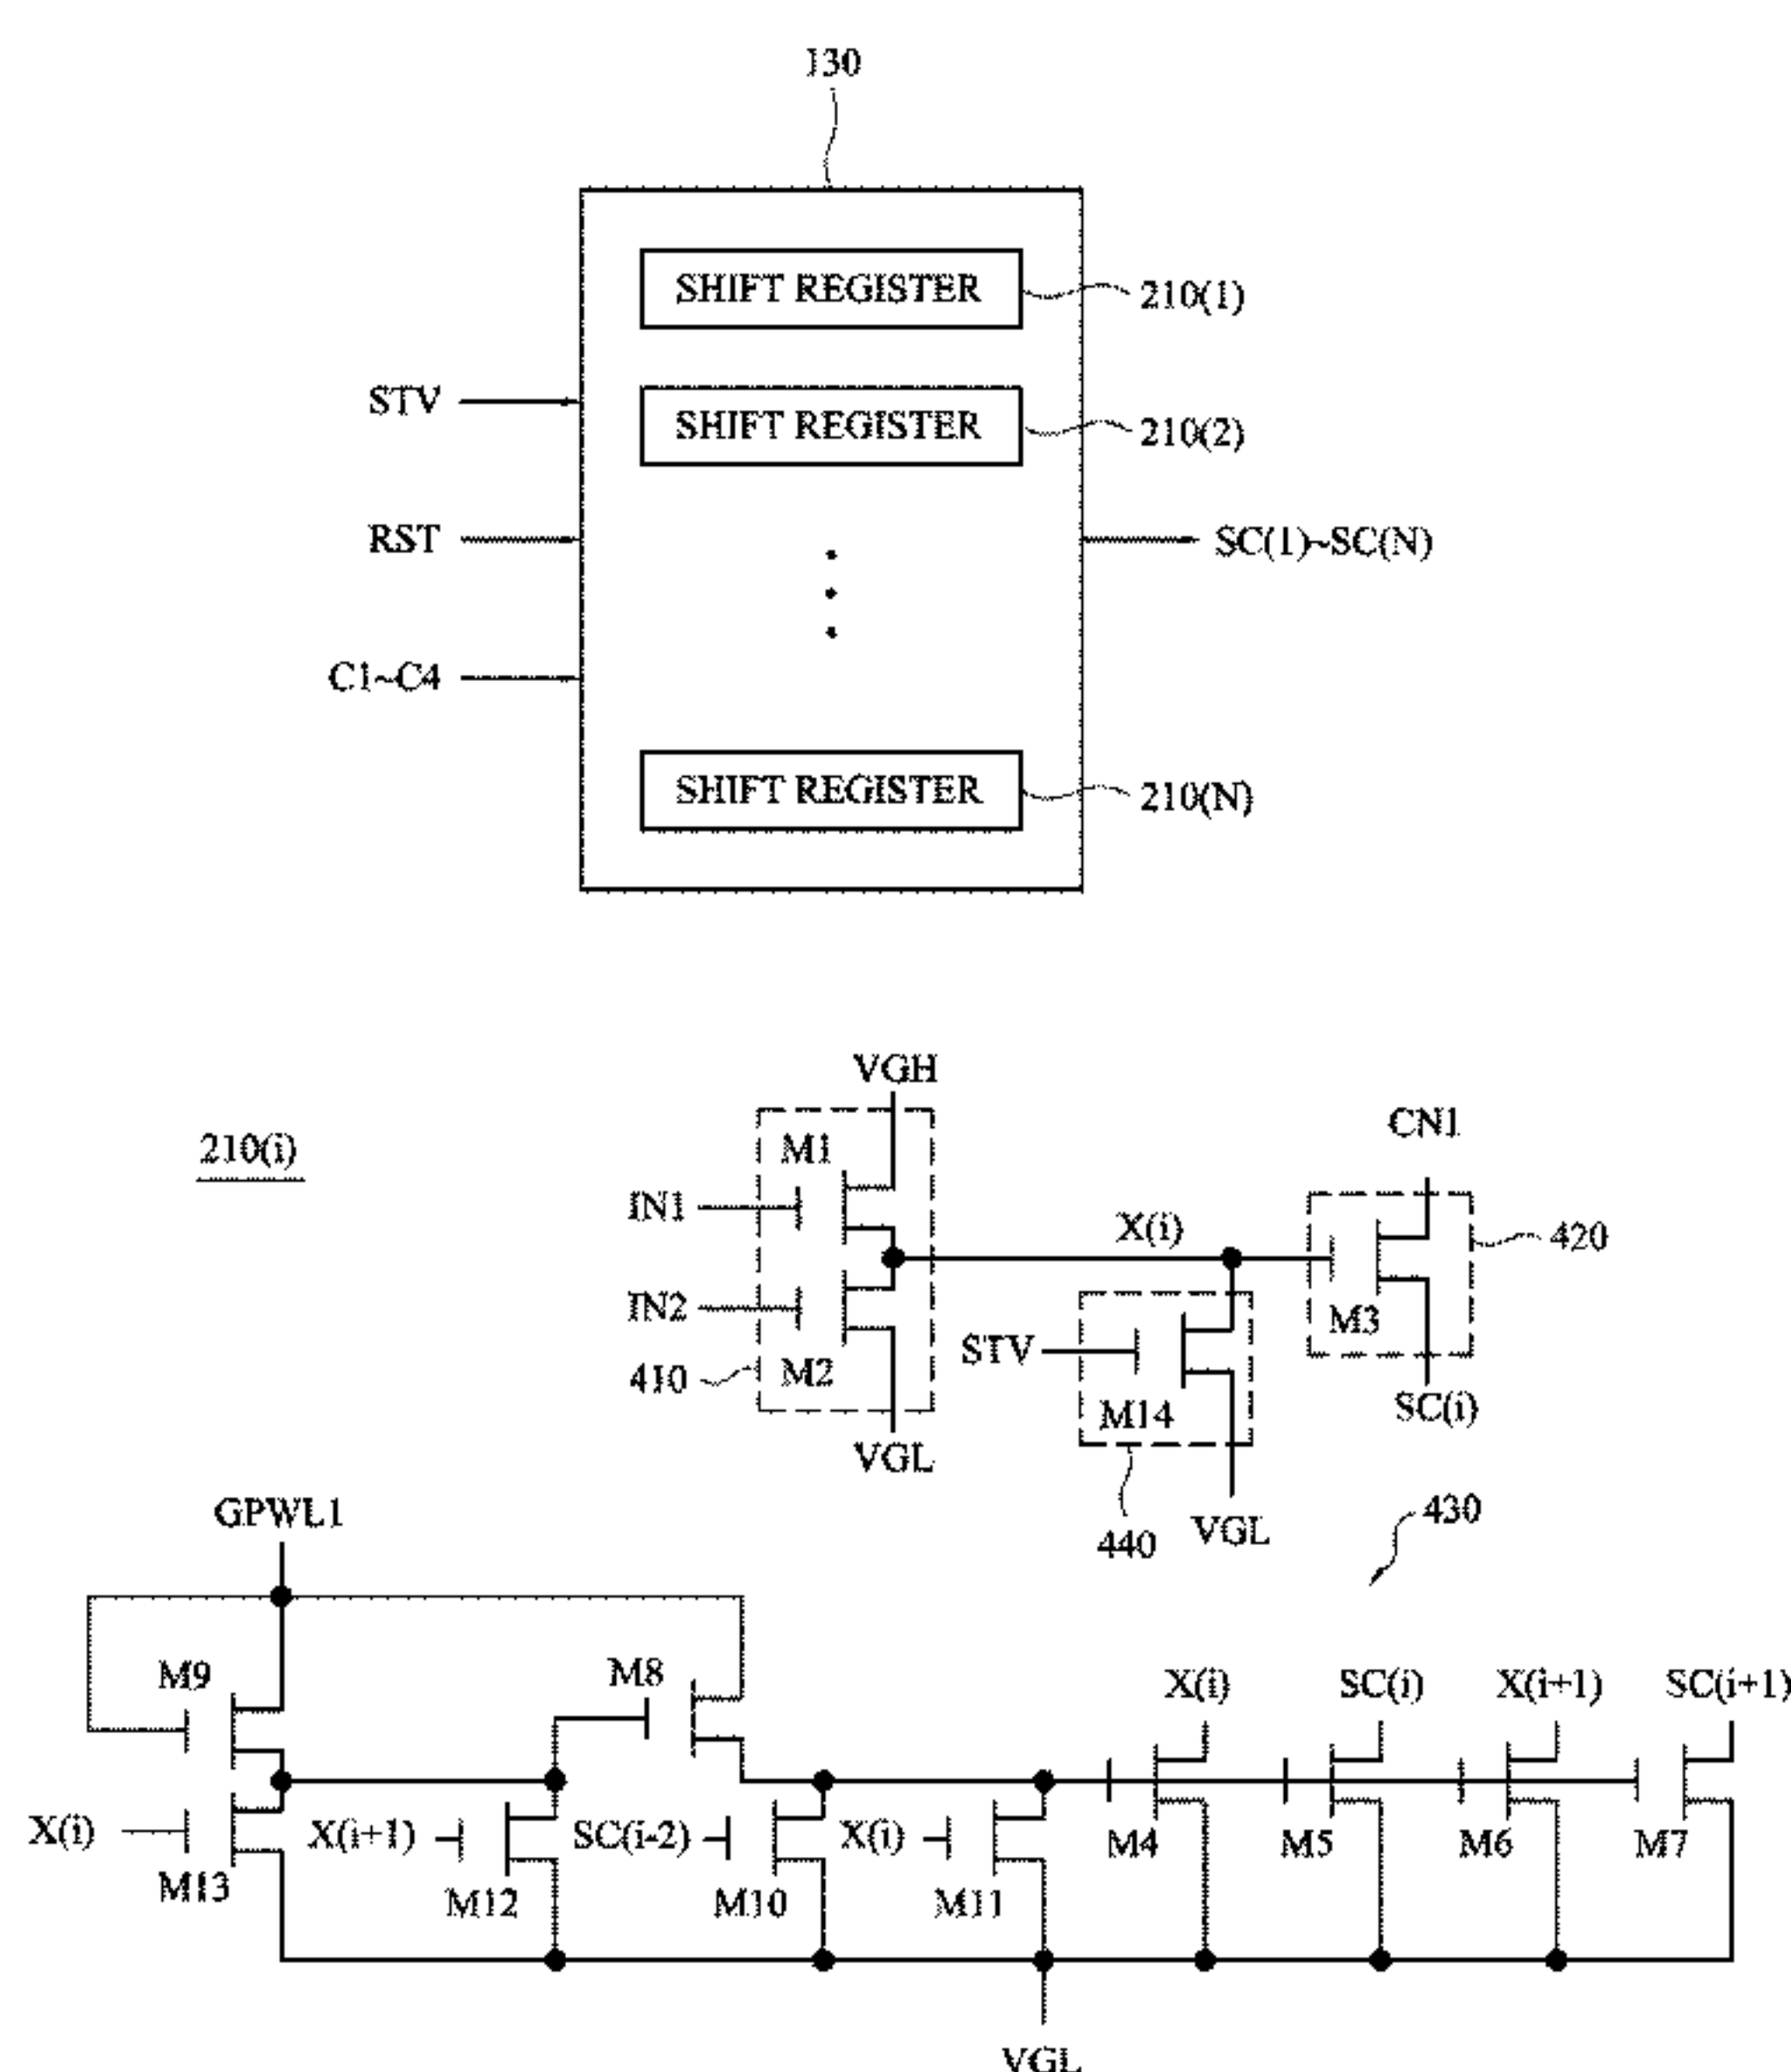 130
SHIFT REGISTER
210(1)
STV
SHIFT REGISTER
210(2)
RST
SC(1)~SC(N)
C1~C4
SHIFT REGISTER
210(N)
210(i)
VGH
CN1
M1
IN1
X(i)
420
IN2
M3
STV
410
M2
M14
SC(i)
VGL
440
VGL
430
GPWL1
M9
M8
X(i)
SC(i)
X(i+1)
SC(i+1)
X(i)
X(i+1)
SC(i-2)
X(i)
M4
M5
M6
M7
M13
M12
M10
M11
VGL